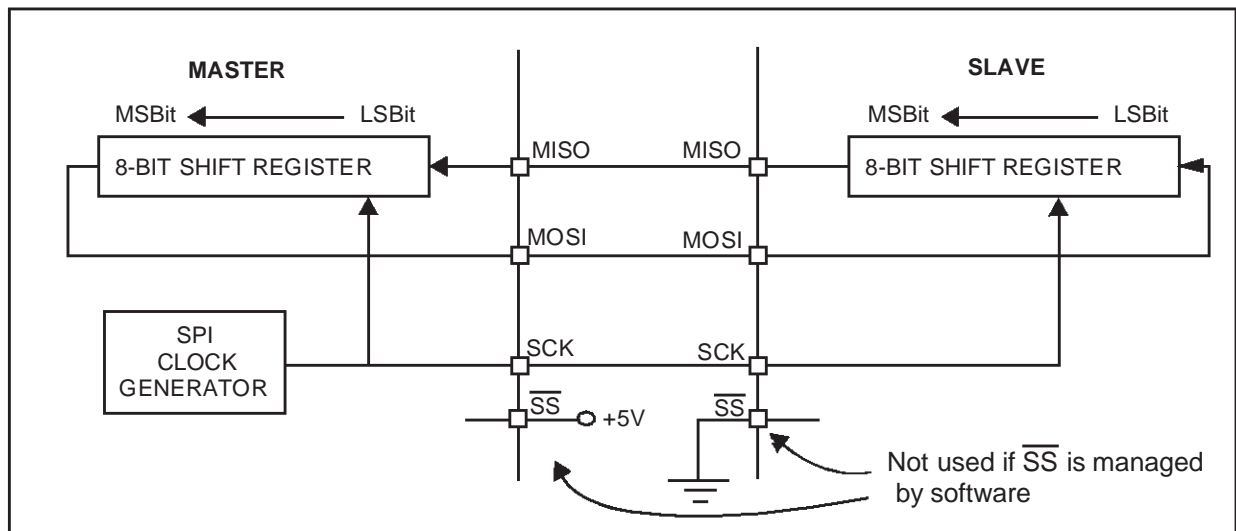 MASTER
SLAVE
MSBit
LSBit
MSBit
LSBit
8-BIT SHIFT REGISTER
MISO
MISO
8-BIT SHIFT REGISTER
MOSI
MOSI
SPI
CLOCK
GENERATOR
SCK
SCK
SS
+5V
SS
Not used if SS is managed
by software